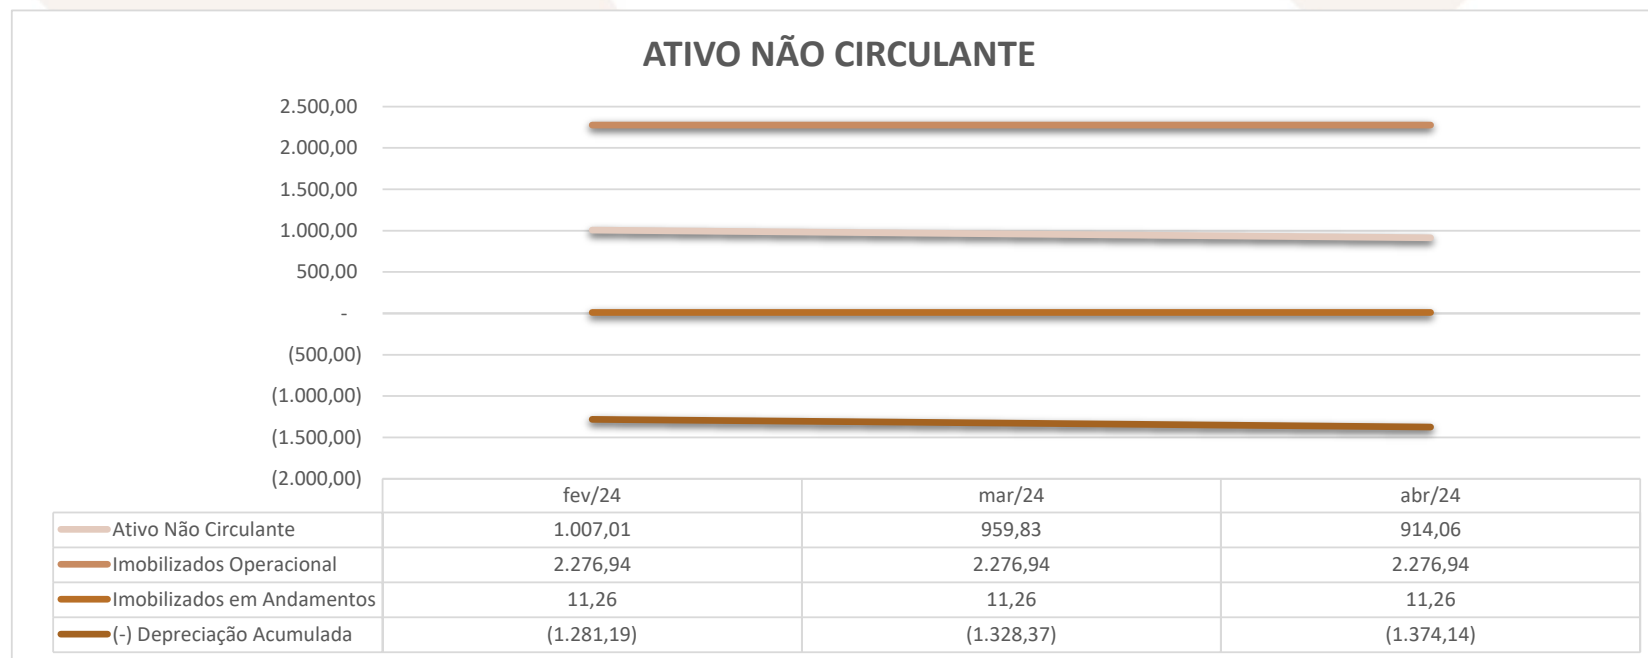 ATIVO NÃO CIRCULANTE
2.500,00
2.000,00
1.500,00
1.000,00
500,00
-
(500,00)
(1.000,00)
(1.500,00)
(2.000,00)
fev/24 mar/24 abr/24
Ativo Não Circulante 1.007,01 959,83 914,06
Imobilizados Operacional 2.276,94 2.276,94 2.276,94
Imobilizados em Andamentos 11,26 11,26 11,26
(-) Depreciação Acumulada (1.281,19) (1.328,37) (1.374,14)